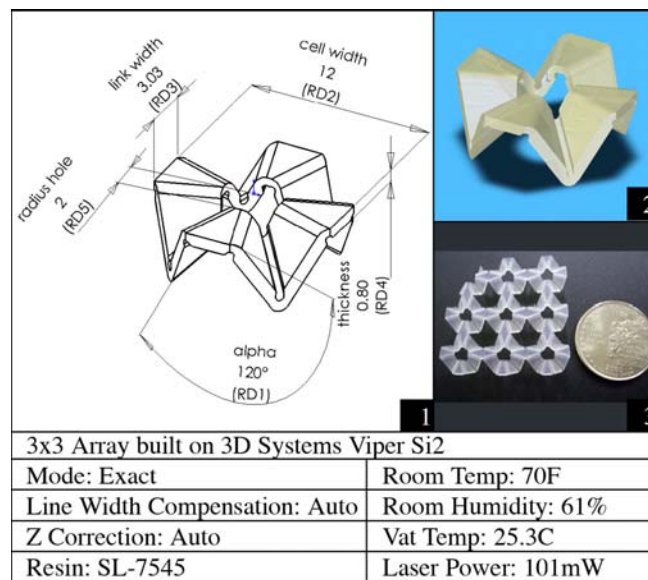 link width
3.03
(RD3)
cell width
12
(RD2)
radius hole
2
(RD5)
thickness
0.80
(RD4)
alpha
120°
(RD1)
1
2
3
3x3 Array built on 3D Systems Viper Si2
Mode: Exact
Room Temp: 70F
Line Width Compensation: Auto
Room Humidity: 61%
Z Correction: Auto
Vat Temp: 25.3C
Resin: SL-7545
Laser Power: 101mW